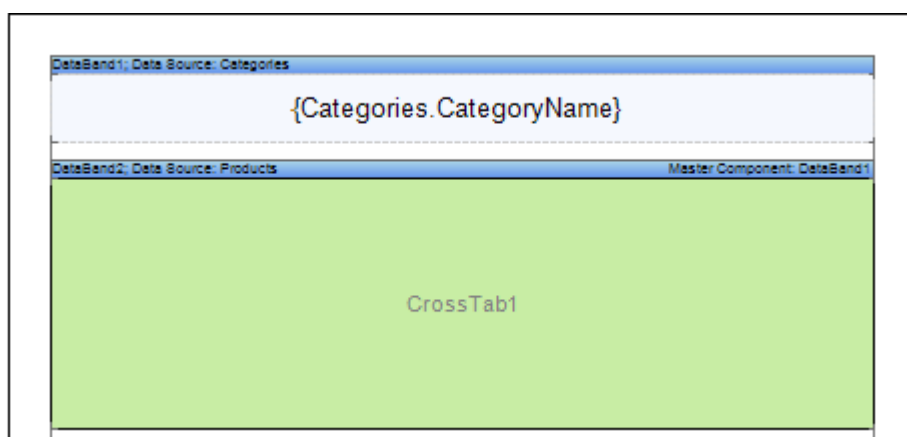 DataBand1; Data Source: Categories
{Categories.CategoryName}
DataBand2; Data Source: Products Master Component: DataBand1
CrossTab1